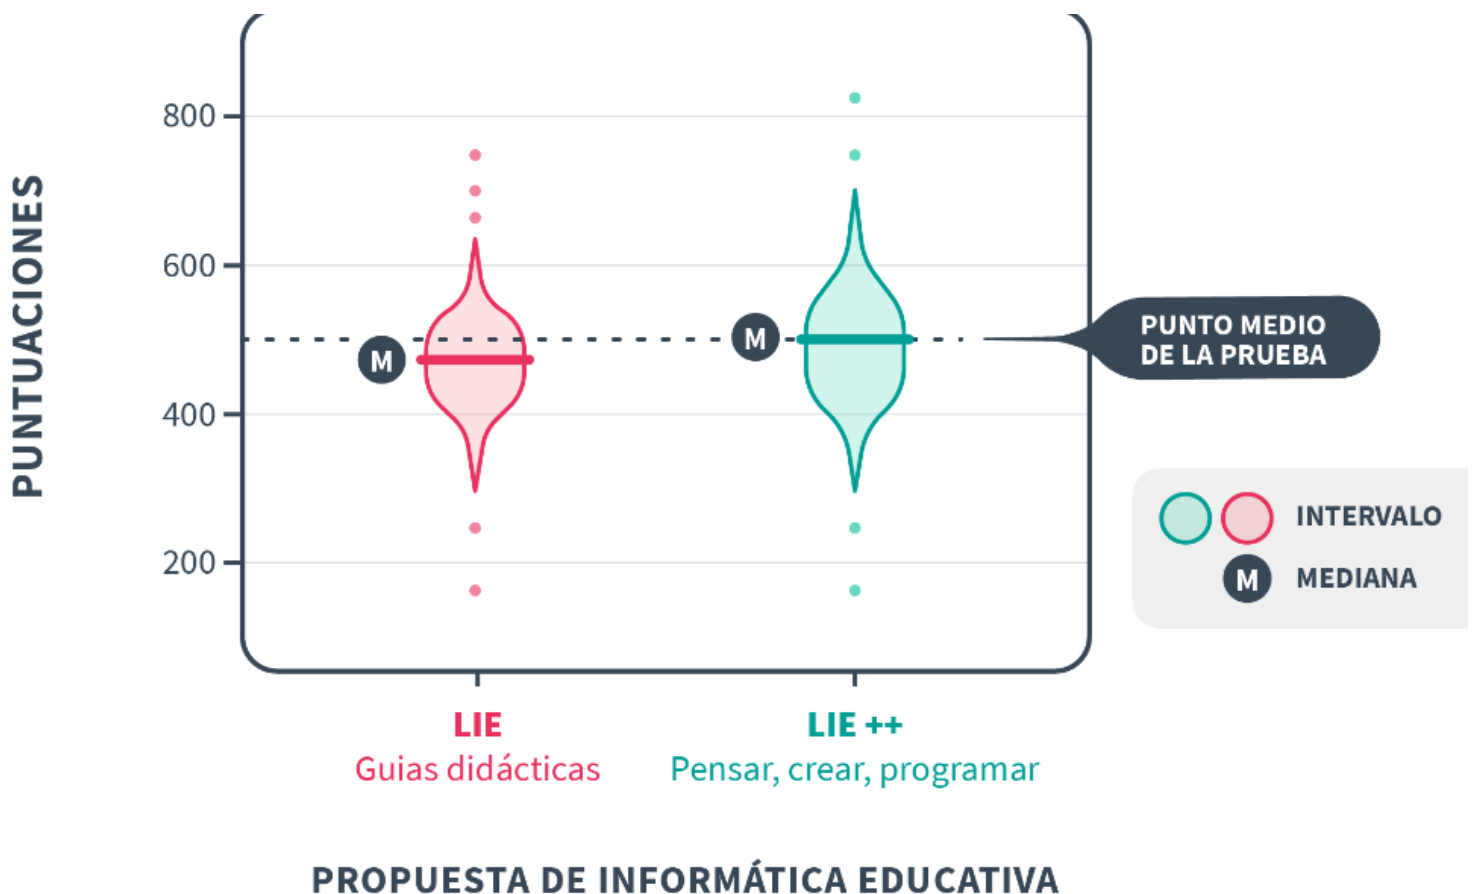 PUNTUACIONES
800
600
400
200
M
M
PUNTO MEDIO
DE LA PRUEBA
INTERVALO
M
MEDIANA
LIE
Guias didácticas
LIE ++
Pensar, crear, programar
PROPUESTA DE INFORMÁTICA EDUCATIVA